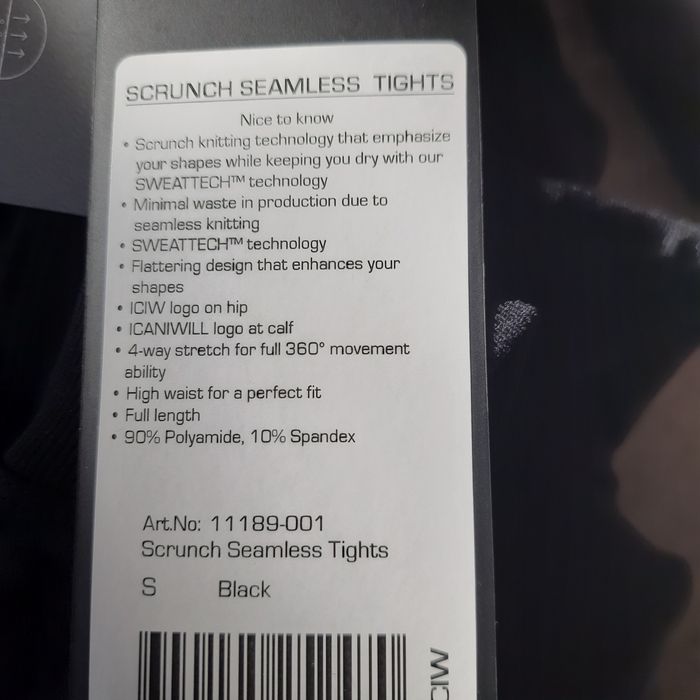 SCRUNCH SEAMLESS TIGHTS
Nice to know
• Scrunch knitting technology that emphasize
your shapes while keeping you dry with our
SWEATTECH™ technology
• Minimal waste in production due to
seamless knitting
• SWEATTECH™ technology
• Flattering design that enhances your
shapes
• ICIW logo on hip
• ICANIWILL logo at calf
• 4-way stretch for full 360° movement
ability
• High waist for a perfect fit
• Full length
• 90% Polyamide, 10% Spandex
Art.No: 11189-001
Scrunch Seamless Tights
S Black
CIW